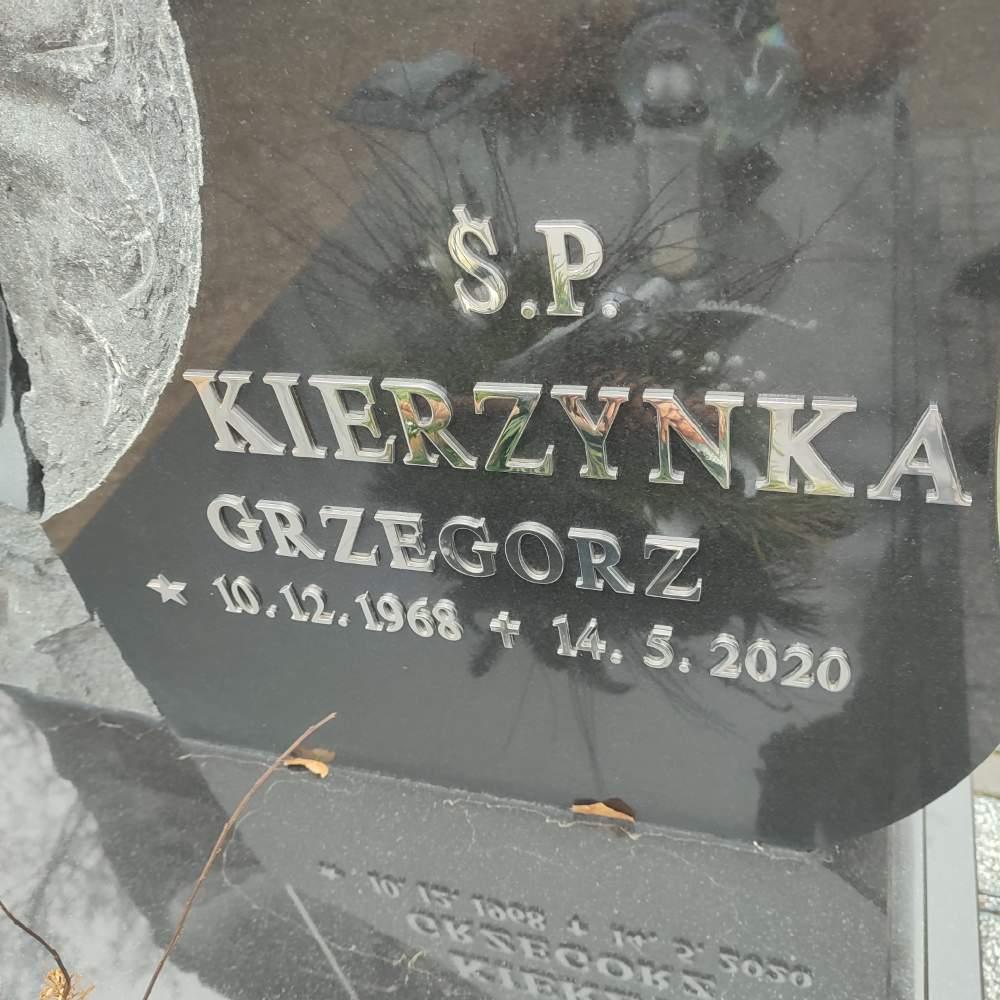 Ś.P.
KIERZYNKA
GRZEGORZ
★ 10.12.1968 ✝ 14.5.2020